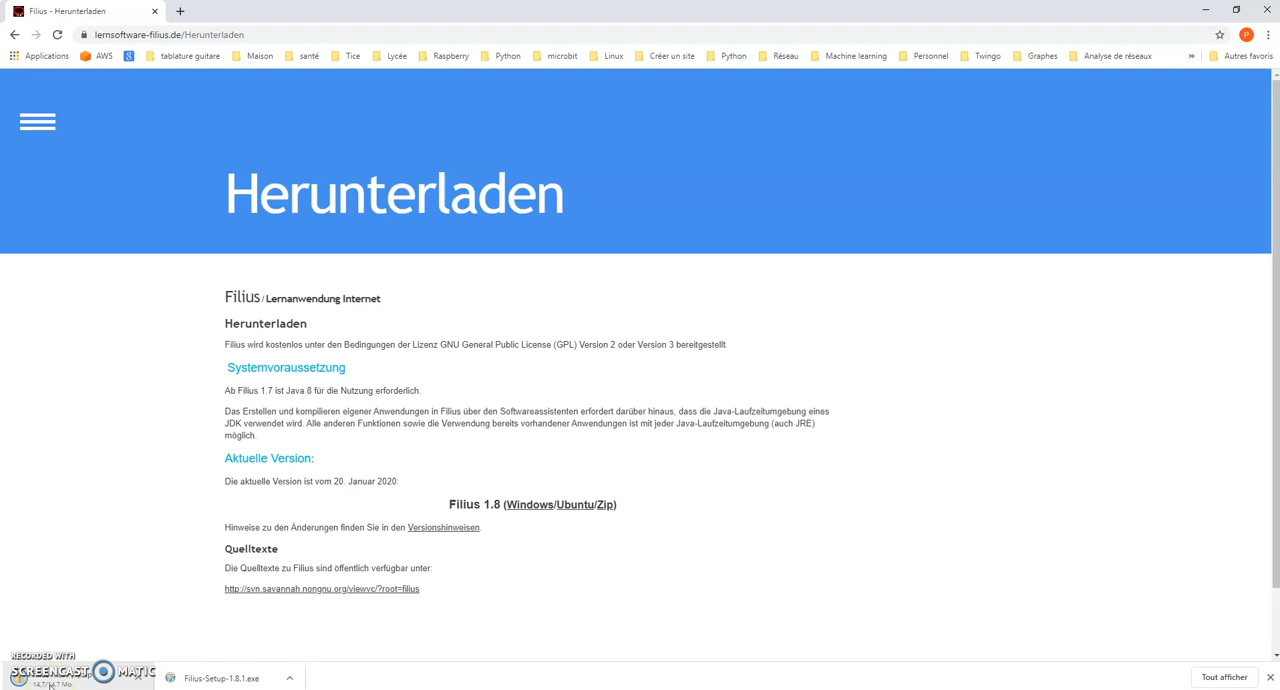 Filius - Herunterladen
lernsoftware-filius.de/Herunterladen
P
Applications AWS tablature guitare Maison santé Tice Lycée Raspberry Python microbit Linux Créer un site Python Réseau Machine learning Personnel Twingo Graphes Analyse de réseaux » Autres favoris
Herunterladen
Filius / Lernanwendung Internet
Herunterladen
Filius wird kostenlos unter den Bedingungen der Lizenz GNU General Public License (GPL) Version 2 oder Version 3 bereitgestellt.
Systemvoraussetzung
Ab Filius 1.7 ist Java 8 für die Nutzung erforderlich.
Das Erstellen und kompilieren eigener Anwendungen in Filius über den Softwareassistenten erfordert darüber hinaus, dass die Java-Laufzeitumgebung eines
JDK verwendet wird. Alle anderen Funktionen sowie die Verwendung bereits vorhandener Anwendungen ist mit jeder Java-Laufzeitumgebung (auch JRE)
möglich.
Aktuelle Version:
Die aktuelle Version ist vom 20. Januar 2020:
Filius 1.8 (Windows/Ubuntu/Zip)
Hinweise zu den Änderungen finden Sie in den Versionshinweisen.
Quelltexte
Die Quelltexte zu Filius sind öffentlich verfügbar unter:
http://svn.savannah.nongnu.org/viewvc/?root=filius
RECORDED WITH
SCREENCAST MATIC
14,7/14,7 Mo
Filius-Setup-1.8.1.exe
Tout afficher